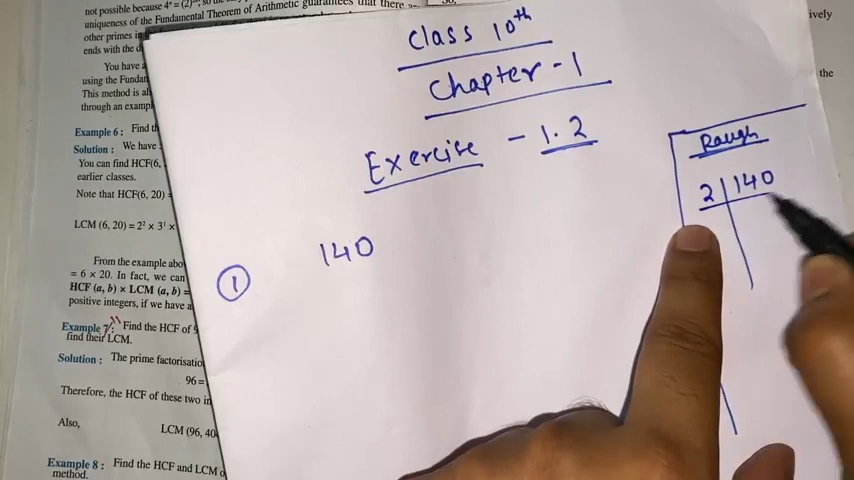 not possible because 4ⁿ = (2)²ⁿ; so
uniqueness of the Fundamental Theorem of Arithmetic guarantees that there
other primes in
ends with the d
ively
You have a
using the Fundan
This method is al
through an examp
the
Class 10th
Chapter - 1
Exercise - 1.2
① 140
Rough
2 | 140
Example 6 : Find th
Solution : We have
You can find HCF(6,
earlier classes.
Note that HCF(6, 20) =
LCM (6, 20) = 2² × 3¹ ×
From the example abo
= 6 × 20. In fact, we can
HCF (a, b) × LCM (a, b) =
positive integers, if we have a
Example 7 : Find the HCF of 9
find their LCM.
Solution : The prime factorisatio
96 =
Therefore, the HCF of these two in
Also,
LCM (96, 40
Example 8 : Find the HCF and LCM o
method.